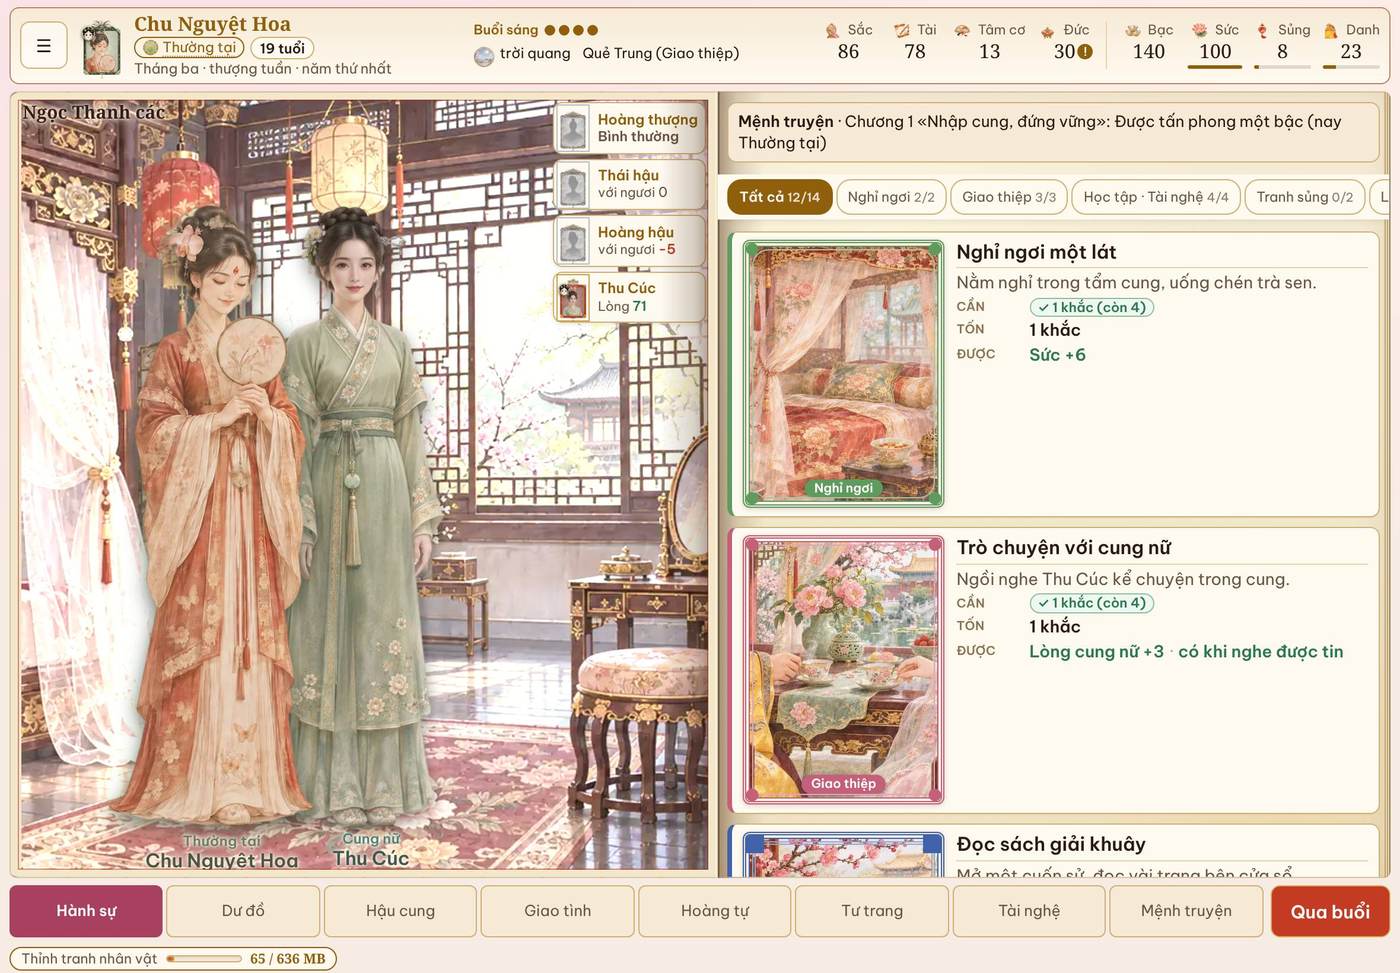 ☰
Chu Nguyệt Hoa
Thường tại 19 tuổi
Tháng ba · thượng tuần · năm thứ nhất
Buổi sáng
trời quang Quẻ Trung (Giao thiệp)
Sắc Tài Tâm cơ Đức Bạc Sức Sủng Danh
86 78 13 30 ! 140 100 8 23
Ngọc Thanh các
Hoàng thượng
Bình thường
Thái hậu
với ngươi 0
Hoàng hậu
với ngươi -5
Thu Cúc
Lòng 71
Thường tại
Chu Nguyệt Hoa
Cung nữ
Thu Cúc
Mệnh truyện · Chương 1 «Nhập cung, đứng vững»: Được tấn phong một bậc (nay
Thường tại)
Tất cả 12/14 Nghỉ ngơi 2/2 Giao thiệp 3/3 Học tập · Tài nghệ 4/4 Tranh sủng 0/2 L
Nghỉ ngơi
Nghỉ ngơi một lát
Nằm nghỉ trong tẩm cung, uống chén trà sen.
CẦN ✓ 1 khắc (còn 4)
TỐN 1 khắc
ĐƯỢC Sức +6
Giao thiệp
Trò chuyện với cung nữ
Ngồi nghe Thu Cúc kể chuyện trong cung.
CẦN ✓ 1 khắc (còn 4)
TỐN 1 khắc
ĐƯỢC Lòng cung nữ +3 · có khi nghe được tin
Đọc sách giải khuây
Mở một cuốn sử, đọc vài trang bên cửa sổ.
Hành sự Dư đồ Hậu cung Giao tình Hoàng tự Tư trang Tài nghệ Mệnh truyện Qua buổi
Thỉnh tranh nhân vật 65 / 636 MB